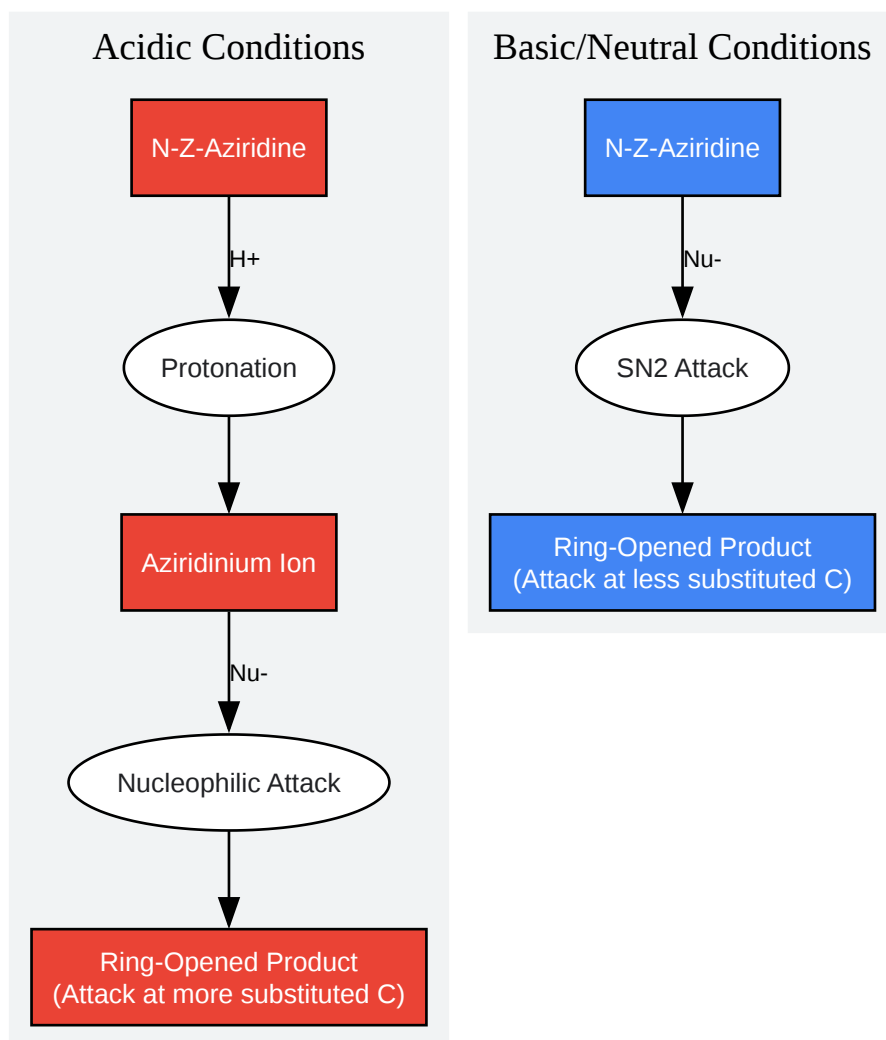 Acidic Conditions
N-Z-Aziridine
H+
Protonation
Aziridinium Ion
Nu-
Nucleophilic Attack
Ring-Opened Product
(Attack at more substituted C)
Basic/Neutral Conditions
N-Z-Aziridine
Nu-
SN2 Attack
Ring-Opened Product
(Attack at less substituted C)